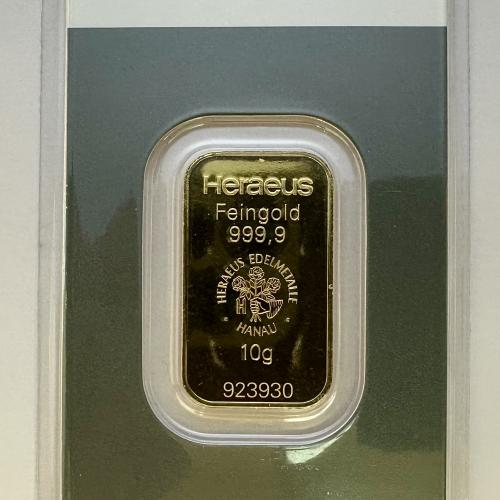 Heraeus
Feingold
999,9
HERAEUS EDELMETALLE
H
HANAU
10g
923930